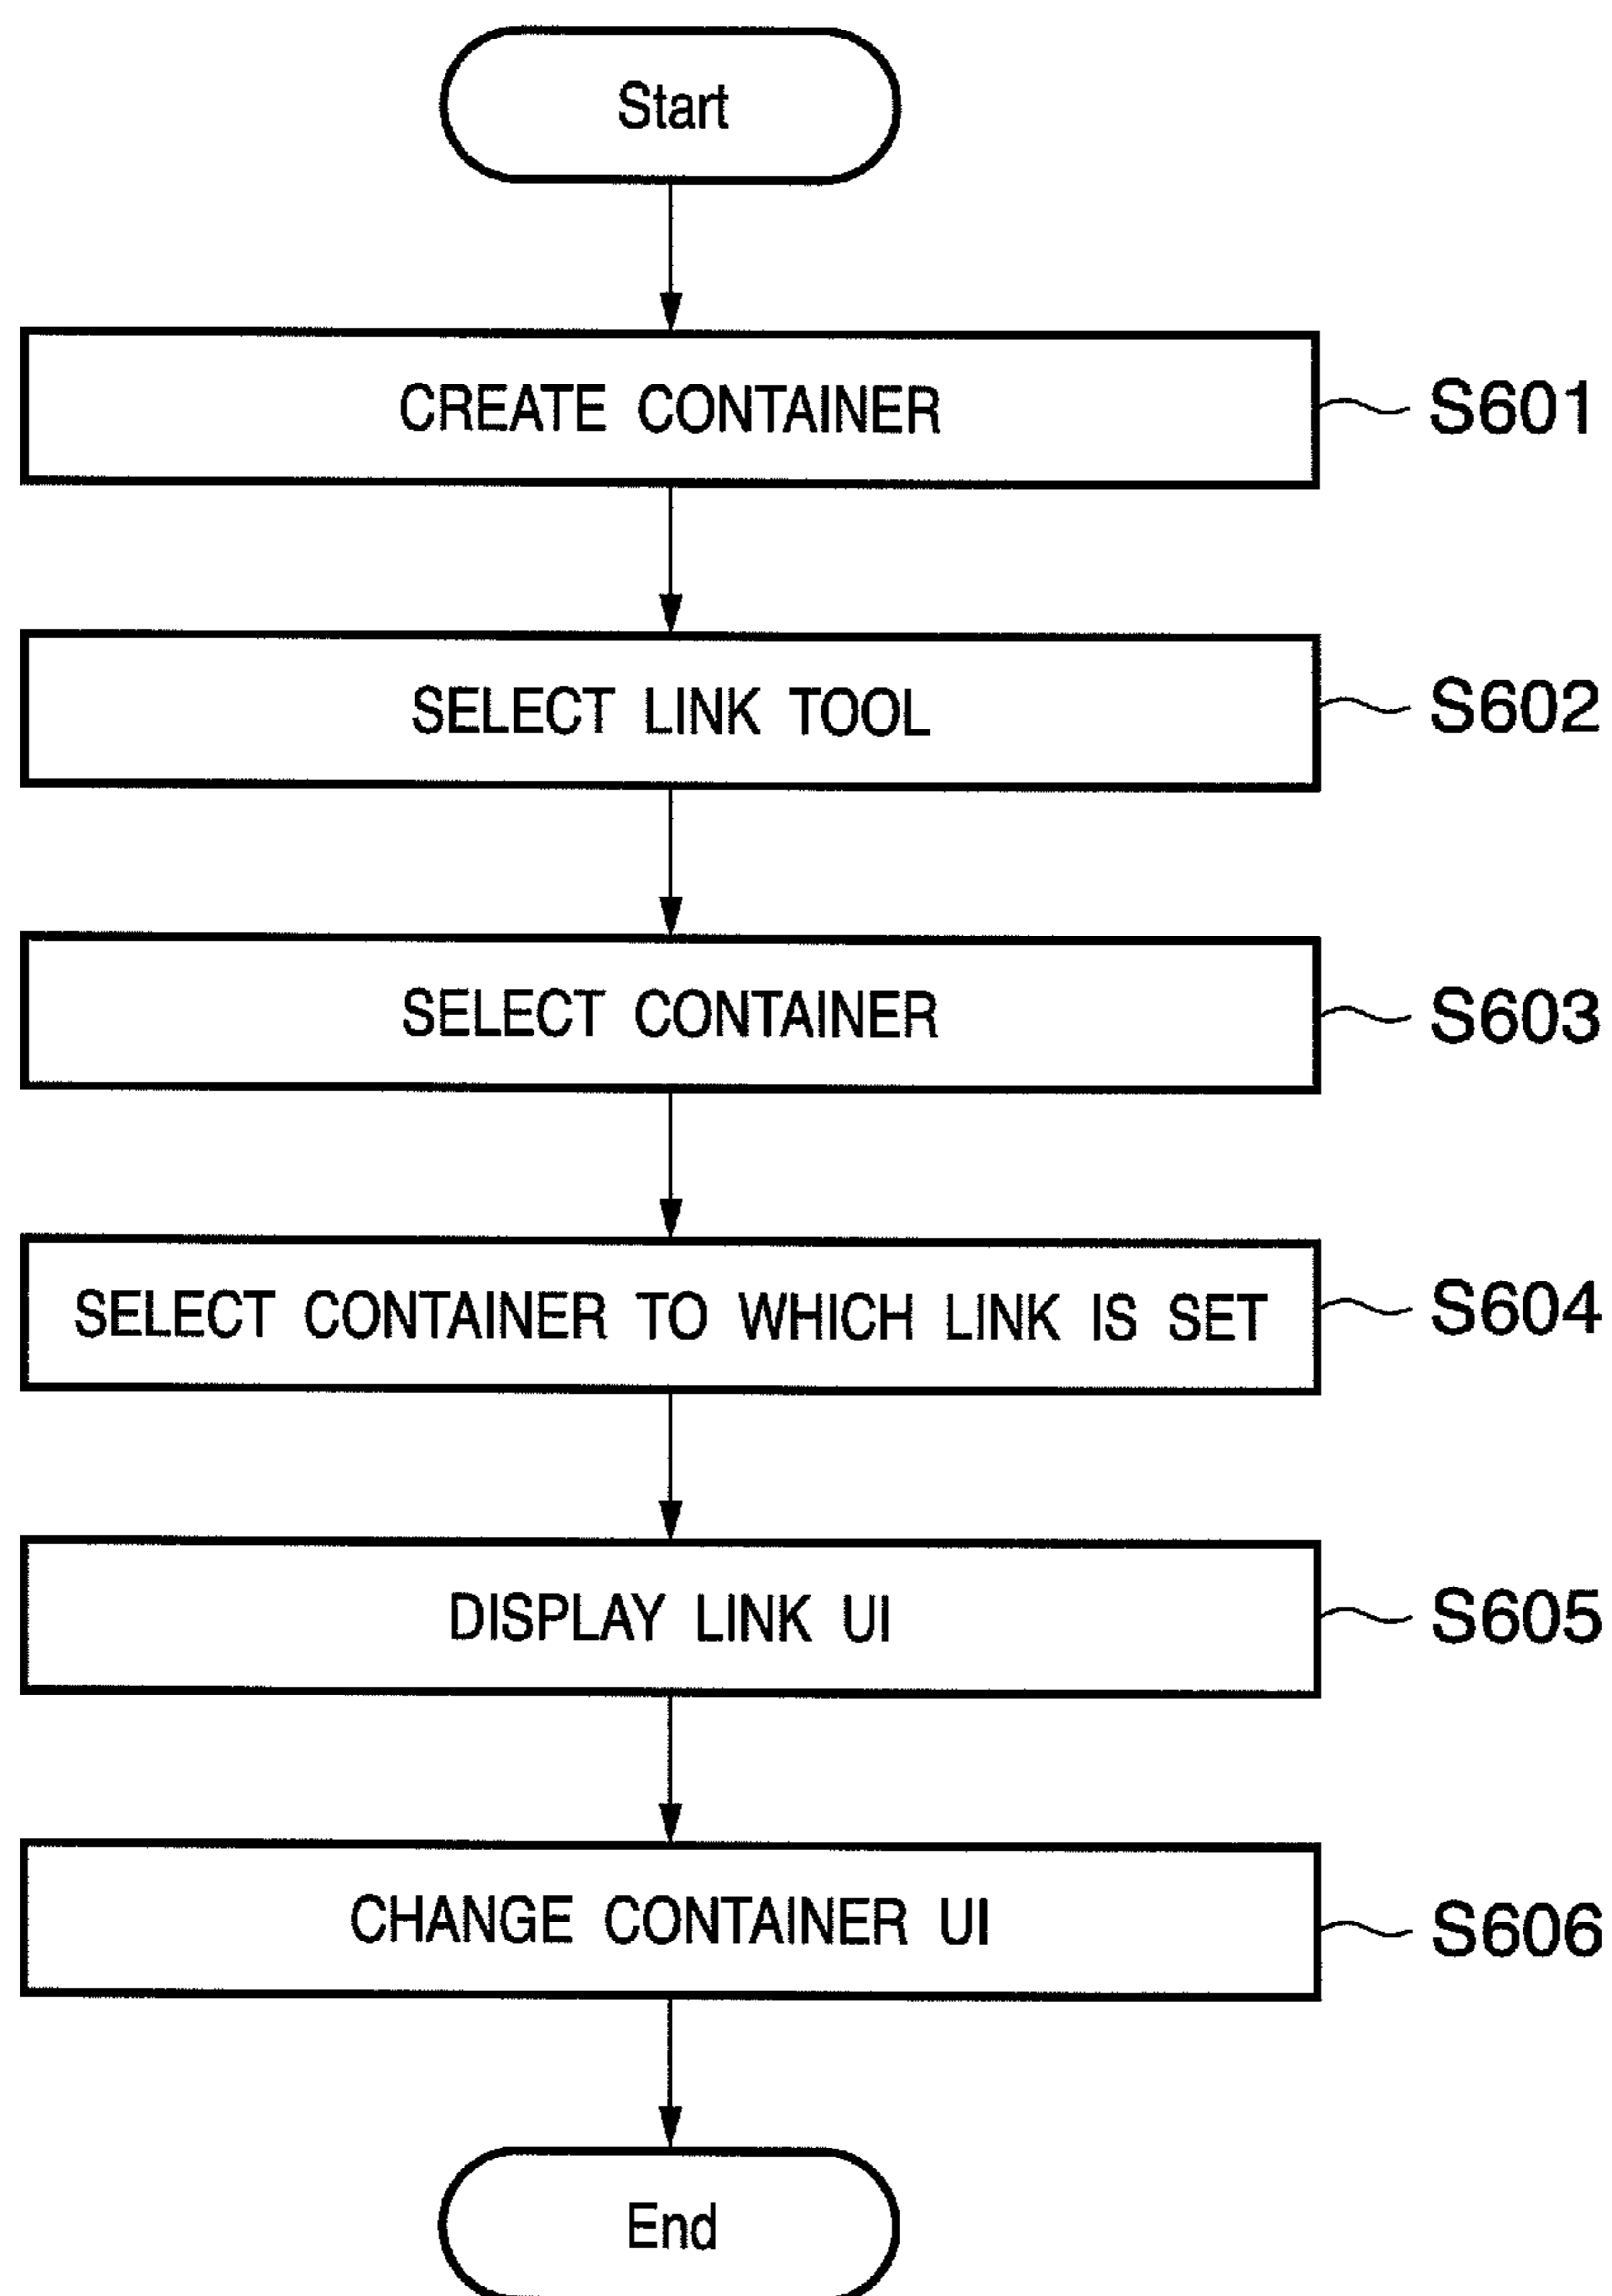 Start
CREATE CONTAINER
S601
SELECT LINK TOOL
S602
SELECT CONTAINER
S603
SELECT CONTAINER TO WHICH LINK IS SET
S604
DISPLAY LINK UI
S605
CHANGE CONTAINER UI
S606
End